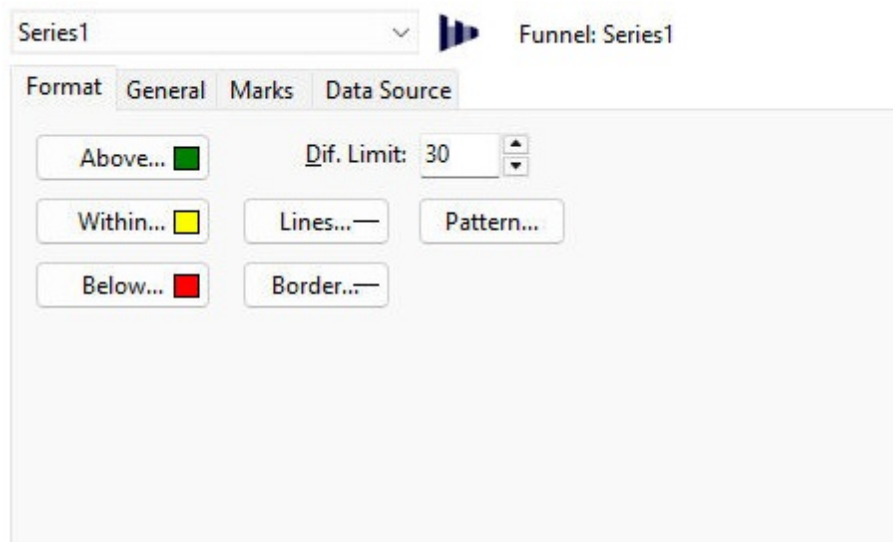 Series1 Funnel: Series1
Format General Marks Data Source
Above... Dif. Limit: 30
Within... Lines... Pattern...
Below... Border...